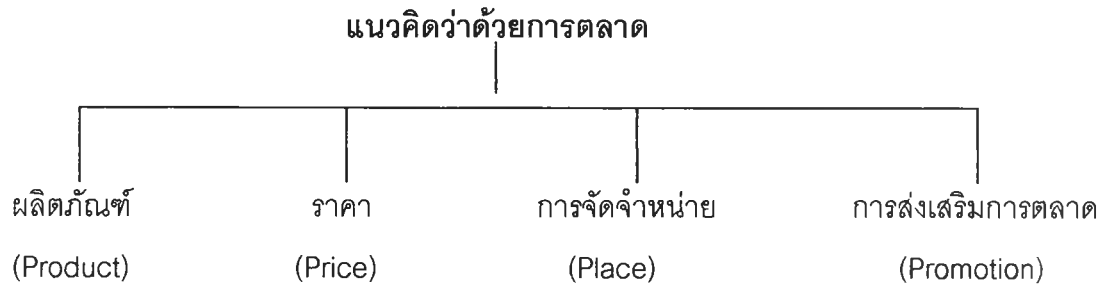 แนวคิดว่าด้วยการตลาด
ผลิตภัณฑ์ ราคา การจัดจำหน่าย การส่งเสริมการตลาด
(Product) (Price) (Place) (Promotion)